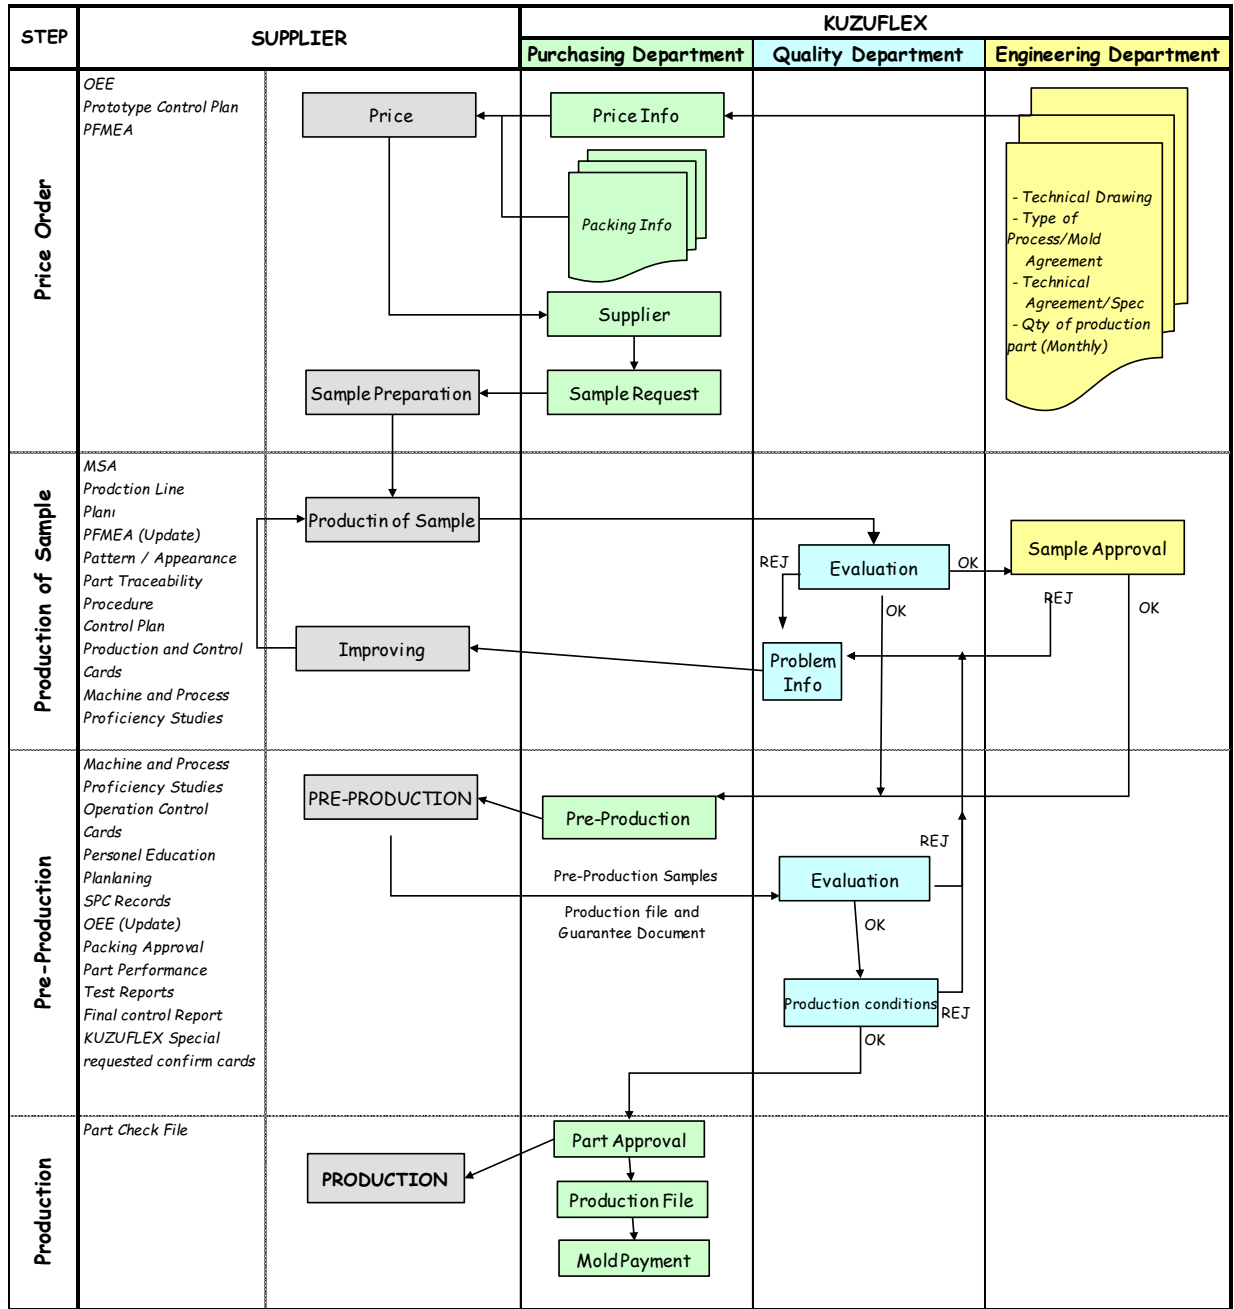 STEP
SUPPLIER
KUZUFLEX
Purchasing Department
Quality Department
Engineering Department
Price Order
OEE
Prototype Control Plan
PFMEA
Price
Price Info
Packing Info
- Technical Drawing
- Type of
Process/Mold
Agreement
- Technical
Agreement/Spec
- Qty of production
part (Monthly)
Supplier
Sample Preparation
Sample Request
Production of Sample
MSA
Prodction Line
Planı
PFMEA (Update)
Pattern / Appearance
Part Traceability
Procedure
Control Plan
Production and Control
Cards
Machine and Process
Proficiency Studies
Productin of Sample
REJ
Evaluation
OK
Sample Approval
OK
REJ
OK
Improving
Problem
Info
Pre-Production
Machine and Process
Proficiency Studies
Operation Control
Cards
Personel Education
Planlaning
SPC Records
OEE (Update)
Packing Approval
Part Performance
Test Reports
Final control Report
KUZUFLEX Special
requested confirm cards
PRE-PRODUCTION
Pre-Production
REJ
Pre-Production Samples
Evaluation
Production file and
Guarantee Document
OK
Production conditions
REJ
OK
Production
Part Check File
Part Approval
PRODUCTION
Production File
Mold Payment